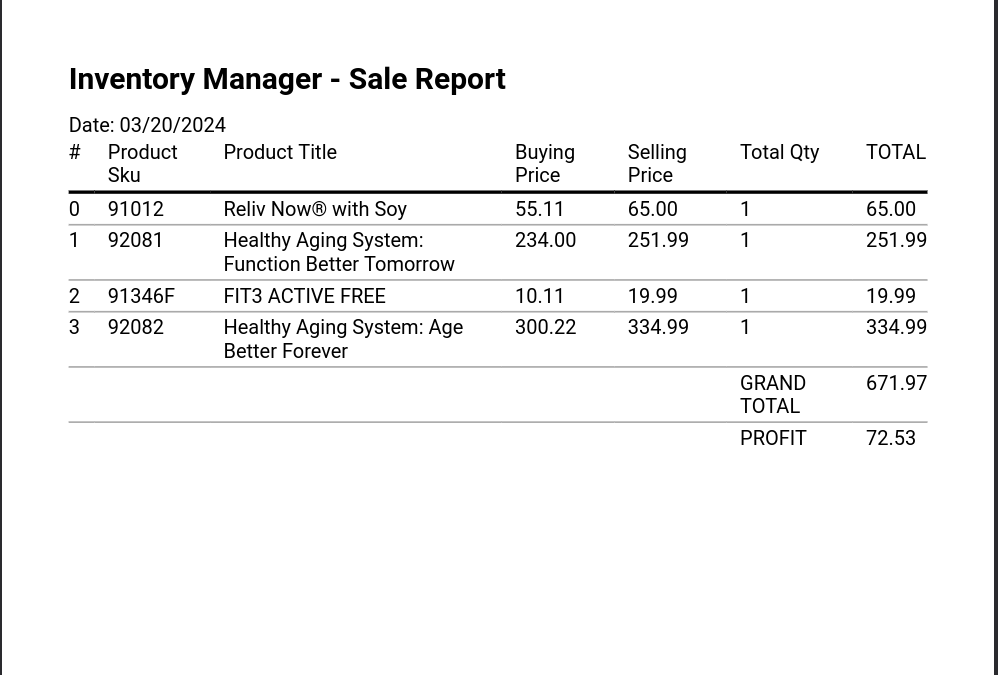 Inventory Manager - Sale Report
Date: 03/20/2024
# Product Sku Product Title Buying Price Selling Price Total Qty TOTAL
0 91012 Reliv Now® with Soy 55.11 65.00 1 65.00
1 92081 Healthy Aging System: Function Better Tomorrow 234.00 251.99 1 251.99
2 91346F FIT3 ACTIVE FREE 10.11 19.99 1 19.99
3 92082 Healthy Aging System: Age Better Forever 300.22 334.99 1 334.99
GRAND TOTAL 671.97
PROFIT 72.53